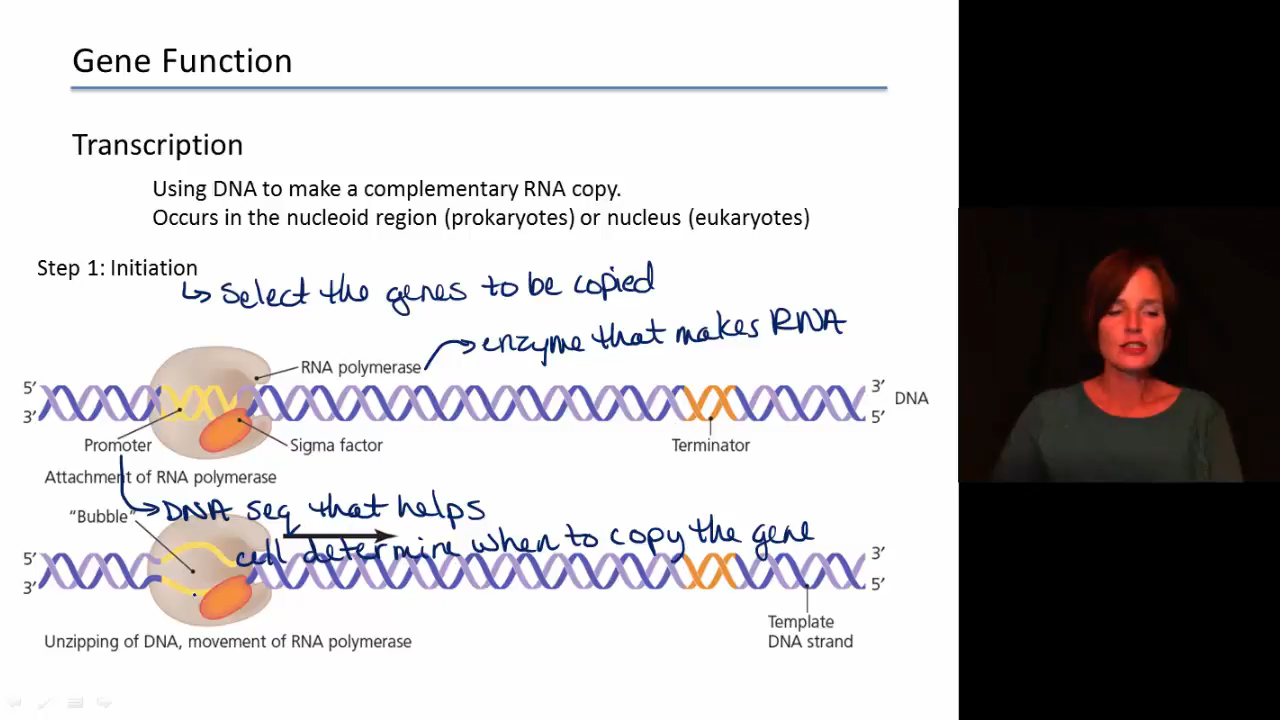 Gene Function
Transcription
Using DNA to make a complementary RNA copy.
Occurs in the nucleoid region (prokaryotes) or nucleus (eukaryotes)
Step 1: Initiation
↳ Select the genes to be copied
→ enzyme that makes RNA
RNA polymerase
5′ 3′
3′ 5′
DNA
Promoter
Sigma factor
Terminator
Attachment of RNA polymerase
→ DNA seq that helps
"Bubble"
cell determine when to copy the gene
5′ 3′
3′ 5′
Template
DNA strand
Unzipping of DNA, movement of RNA polymerase